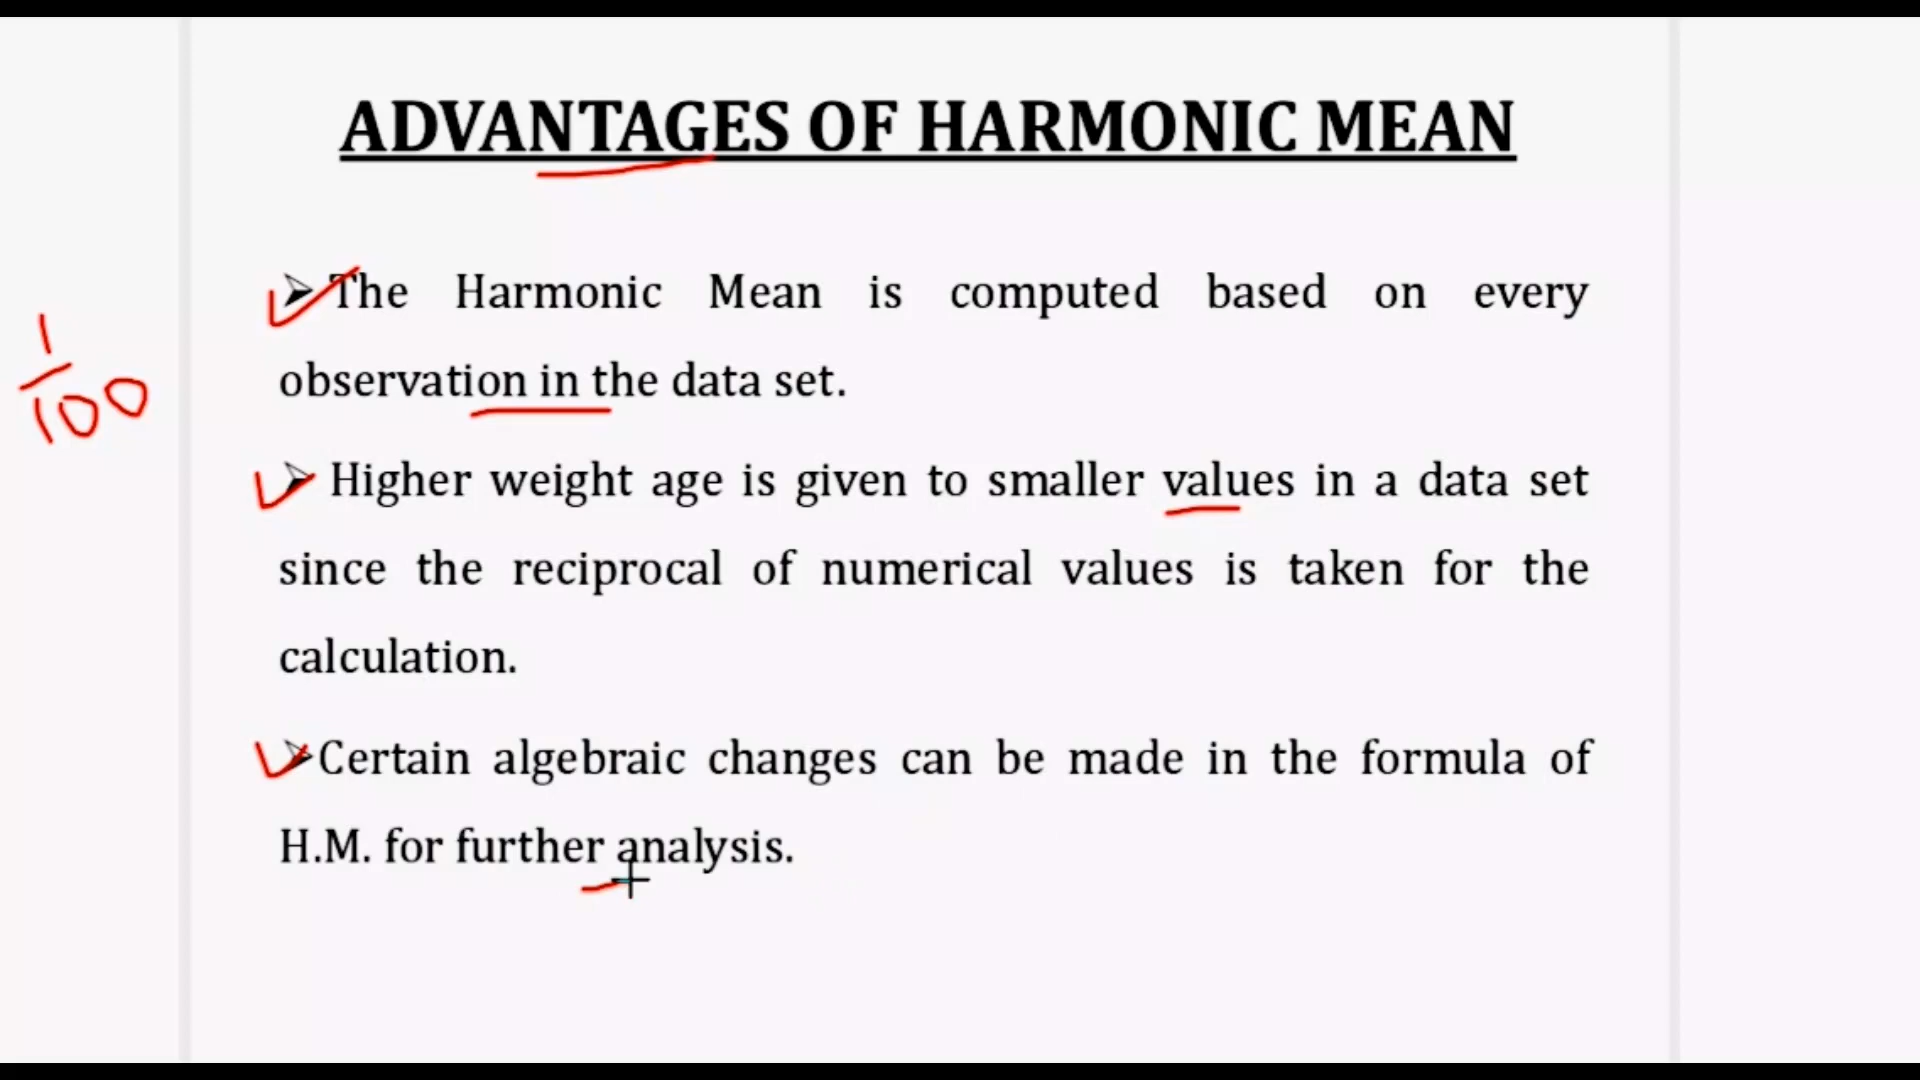 ADVANTAGES OF HARMONIC MEAN
➢ The Harmonic Mean is computed based on every
observation in the data set.
1/100
➢ Higher weight age is given to smaller values in a data set
since the reciprocal of numerical values is taken for the
calculation.
➢ Certain algebraic changes can be made in the formula of
H.M. for further analysis.